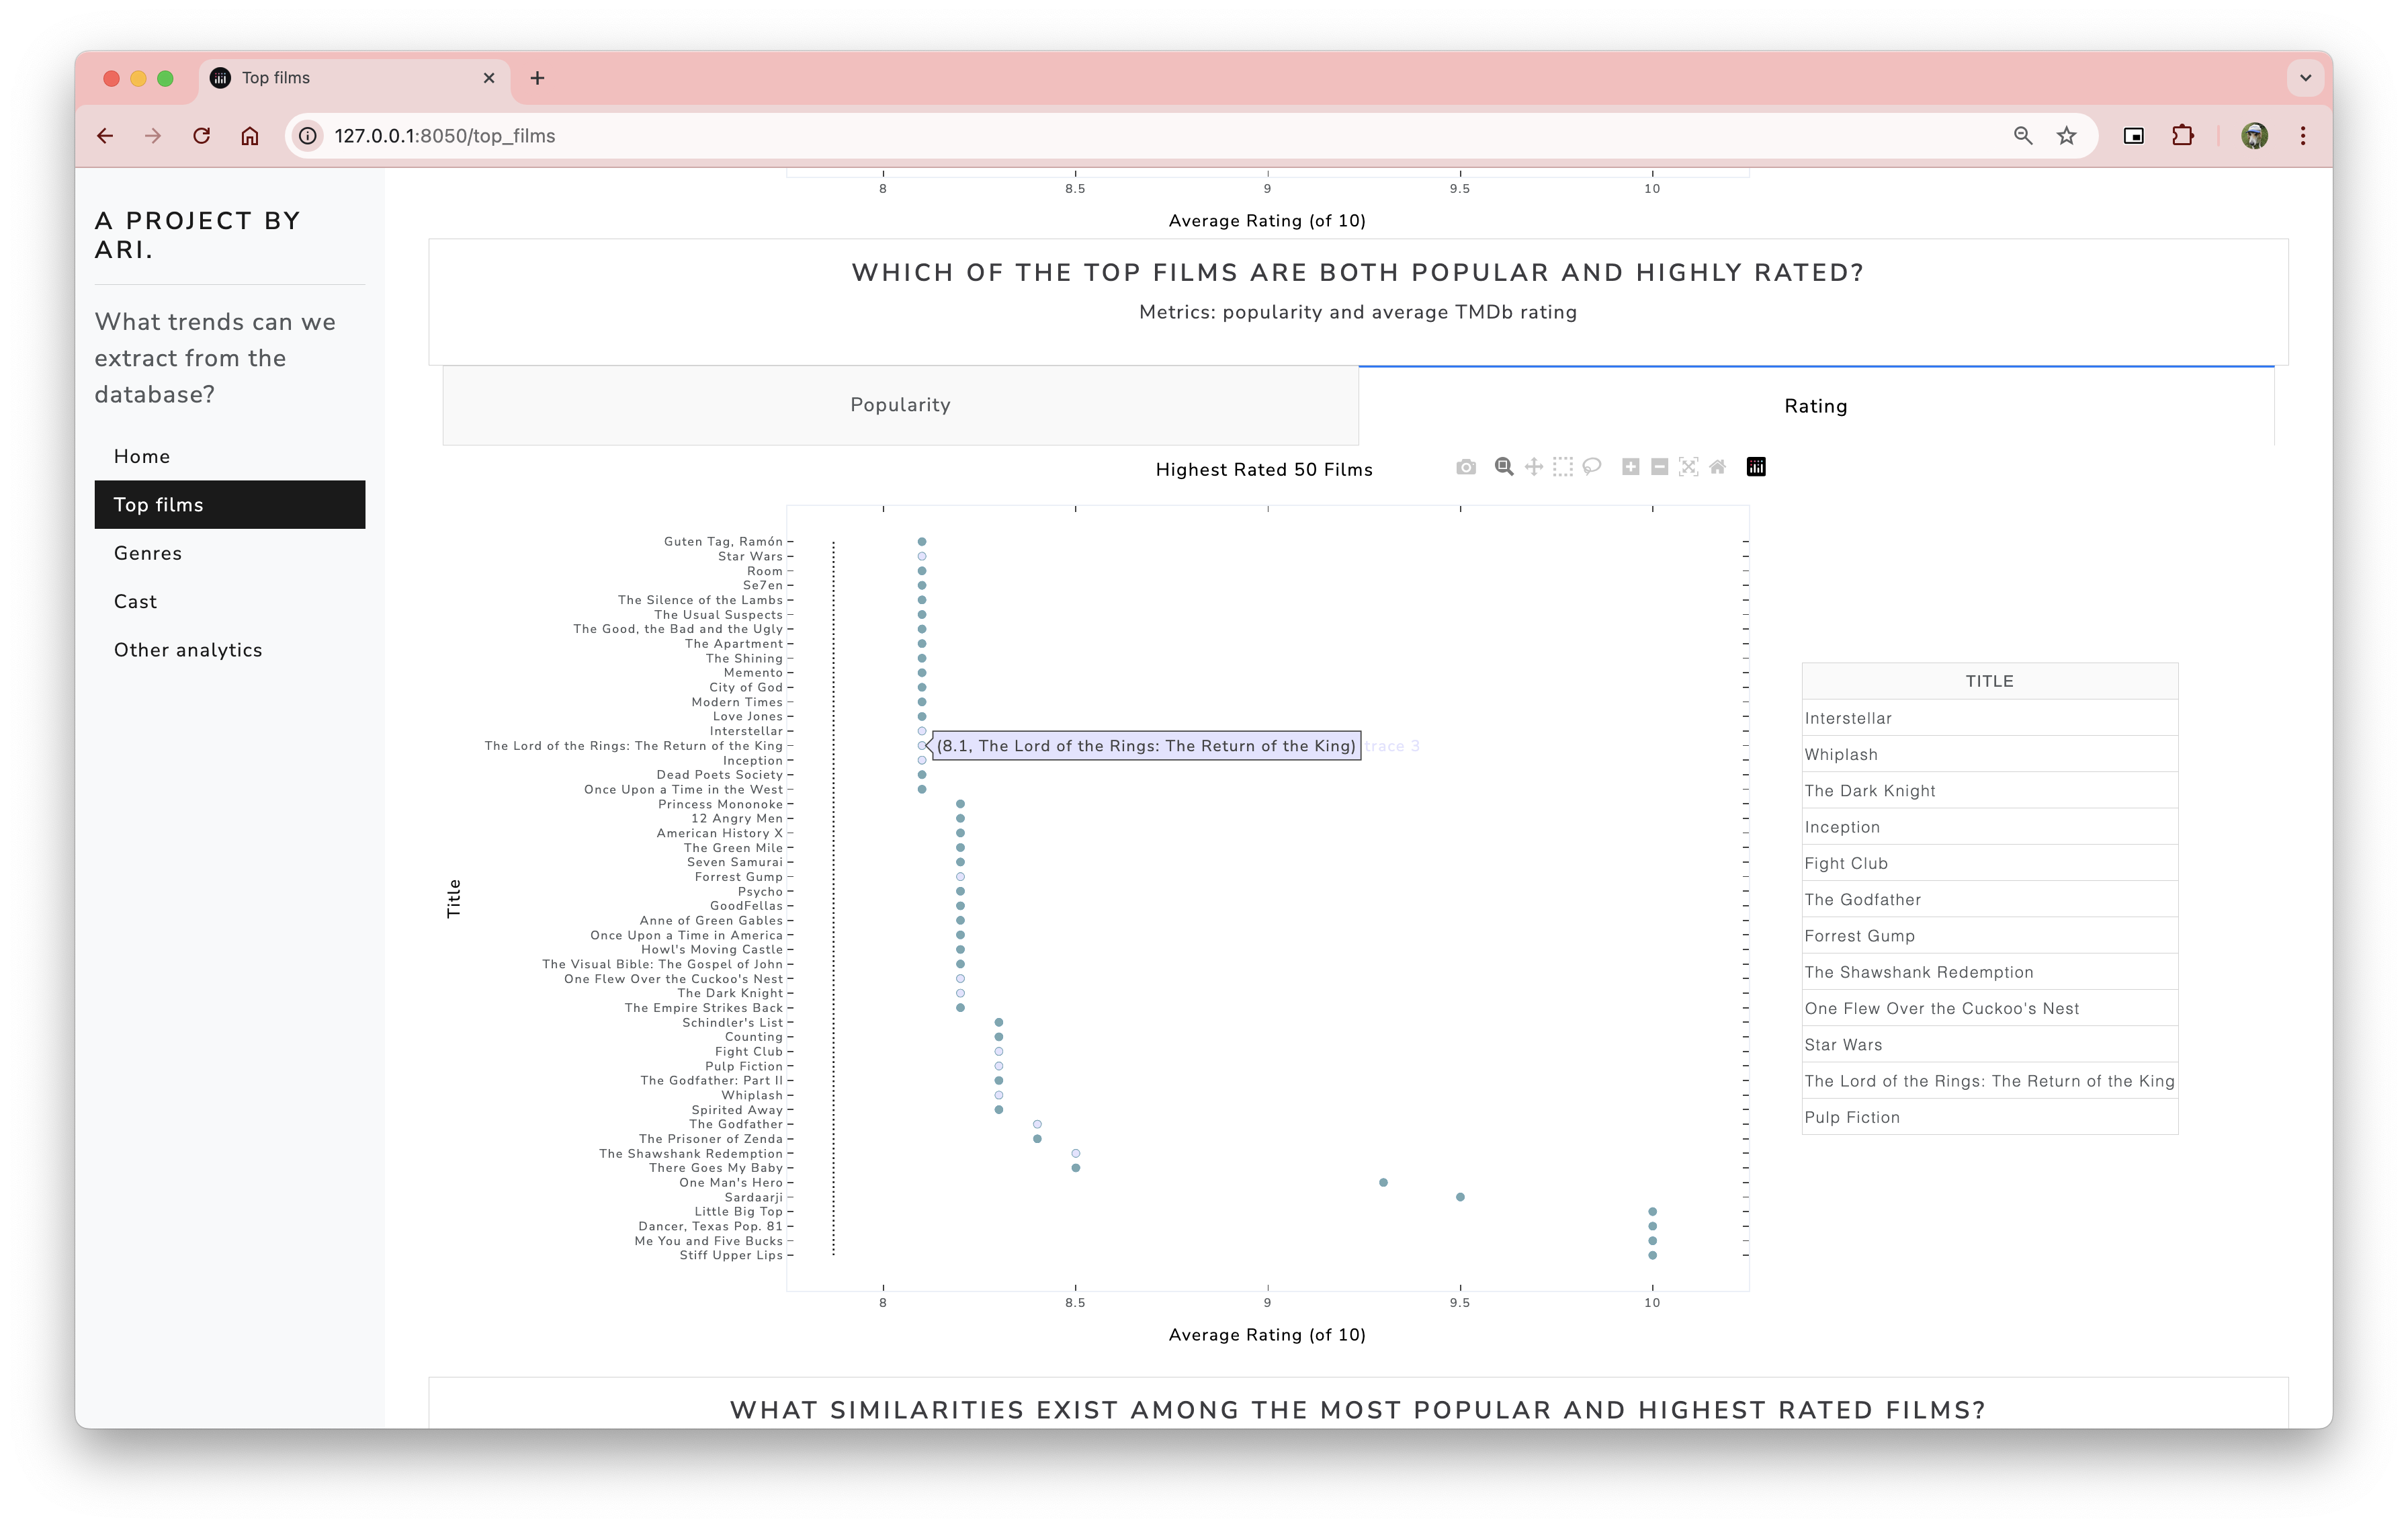 Top films
127.0.0.1:8050/top_films
A PROJECT BY
ARI.
What trends can we
extract from the
database?
Home
Top films
Genres
Cast
Other analytics
8 8.5 9 9.5 10
Average Rating (of 10)
WHICH OF THE TOP FILMS ARE BOTH POPULAR AND HIGHLY RATED?
Metrics: popularity and average TMDb rating
Popularity
Rating
Highest Rated 50 Films
Title
Guten Tag, Ramón
Star Wars
Room
Se7en
The Silence of the Lambs
The Usual Suspects
The Good, the Bad and the Ugly
The Apartment
The Shining
Memento
City of God
Modern Times
Love Jones
Interstellar
The Lord of the Rings: The Return of the King
(8.1, The Lord of the Rings: The Return of the King) trace 3
Inception
Dead Poets Society
Once Upon a Time in the West
Princess Mononoke
12 Angry Men
American History X
The Green Mile
Seven Samurai
Forrest Gump
Psycho
GoodFellas
Anne of Green Gables
Once Upon a Time in America
Howl's Moving Castle
The Visual Bible: The Gospel of John
One Flew Over the Cuckoo's Nest
The Dark Knight
The Empire Strikes Back
Schindler's List
Counting
Fight Club
Pulp Fiction
The Godfather: Part II
Whiplash
Spirited Away
The Godfather
The Prisoner of Zenda
The Shawshank Redemption
There Goes My Baby
One Man's Hero
Sardaarji
Little Big Top
Dancer, Texas Pop. 81
Me You and Five Bucks
Stiff Upper Lips
8 8.5 9 9.5 10
Average Rating (of 10)
TITLE
Interstellar
Whiplash
The Dark Knight
Inception
Fight Club
The Godfather
Forrest Gump
The Shawshank Redemption
One Flew Over the Cuckoo's Nest
Star Wars
The Lord of the Rings: The Return of the King
Pulp Fiction
WHAT SIMILARITIES EXIST AMONG THE MOST POPULAR AND HIGHEST RATED FILMS?